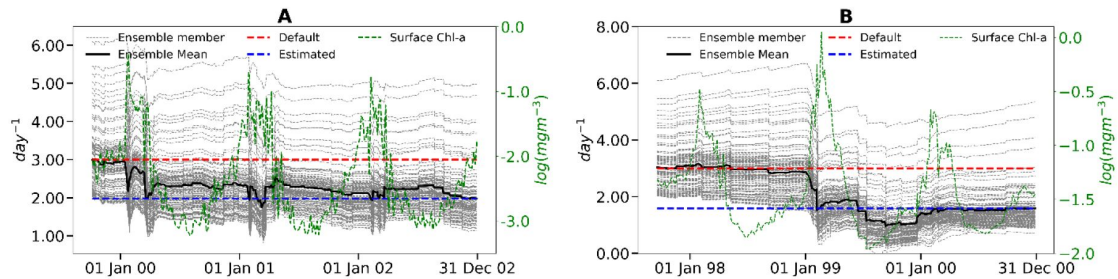 A
Ensemble member
Ensemble Mean
Default
Estimated
Surface Chl-a
6.00
5.00
4.00
3.00
2.00
1.00
day⁻¹
0.0
−1.0
−2.0
−3.0
log(mgm⁻³)
01 Jan 00
01 Jan 01
01 Jan 02
31 Dec 02
B
Ensemble member
Ensemble Mean
Default
Estimated
Surface Chl-a
8.00
6.00
4.00
2.00
0.00
day⁻¹
0.0
−0.5
−1.0
−1.5
−2.0
log(mgm⁻³)
01 Jan 98
01 Jan 99
01 Jan 00
31 Dec 00